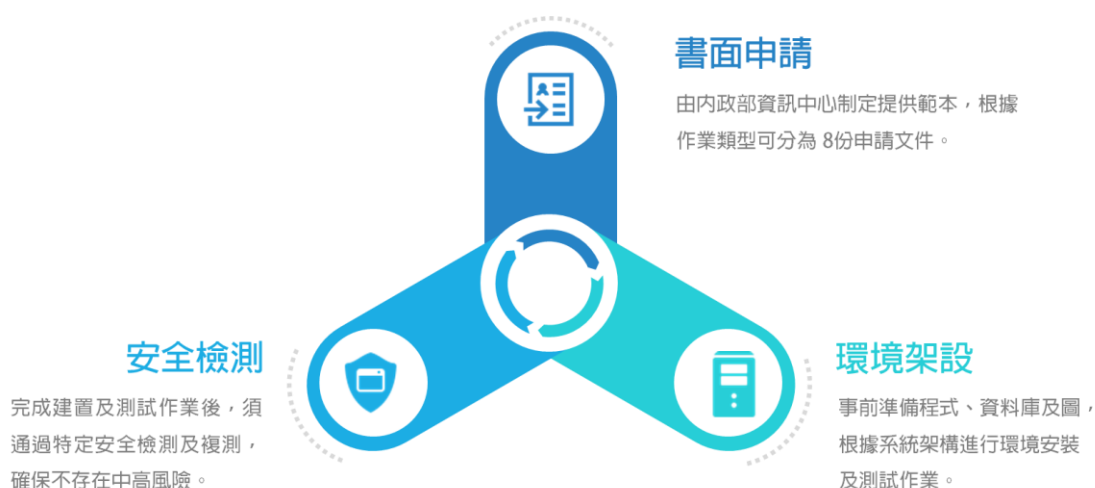 書面申請
由內政部資訊中心制定提供範本，根據
作業類型可分為 8份申請文件。
安全檢測
完成建置及測試作業後，須
通過特定安全檢測及複測，
確保不存在中高風險。
環境架設
事前準備程式、資料庫及圖，
根據系統架構進行環境安裝
及測試作業。